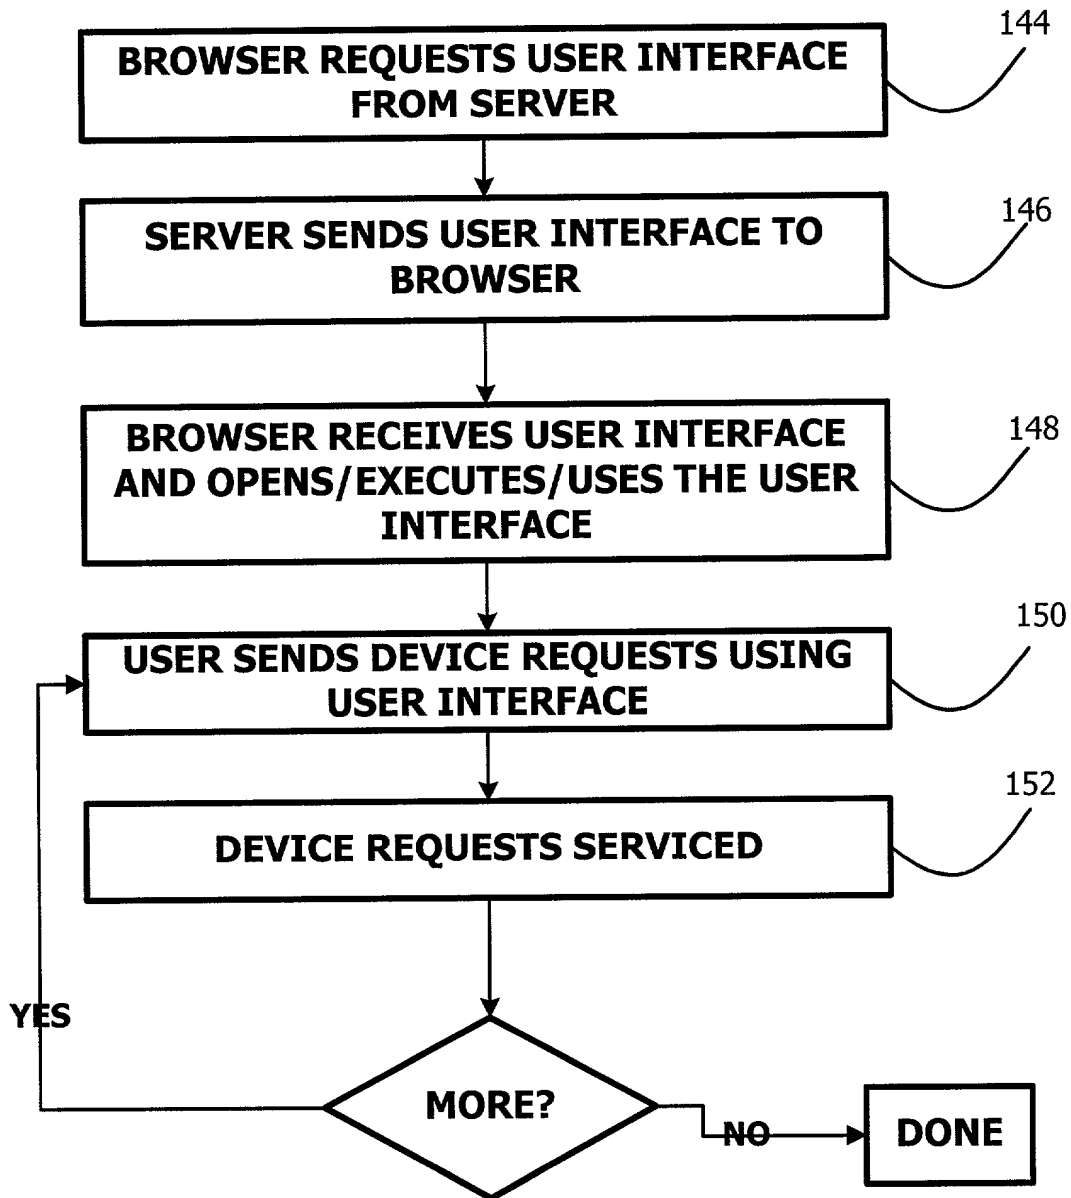 144
BROWSER REQUESTS USER INTERFACE
FROM SERVER
146
SERVER SENDS USER INTERFACE TO
BROWSER
148
BROWSER RECEIVES USER INTERFACE
AND OPENS/EXECUTES/USES THE USER
INTERFACE
150
USER SENDS DEVICE REQUESTS USING
USER INTERFACE
152
DEVICE REQUESTS SERVICED
YES
MORE?
NO
DONE